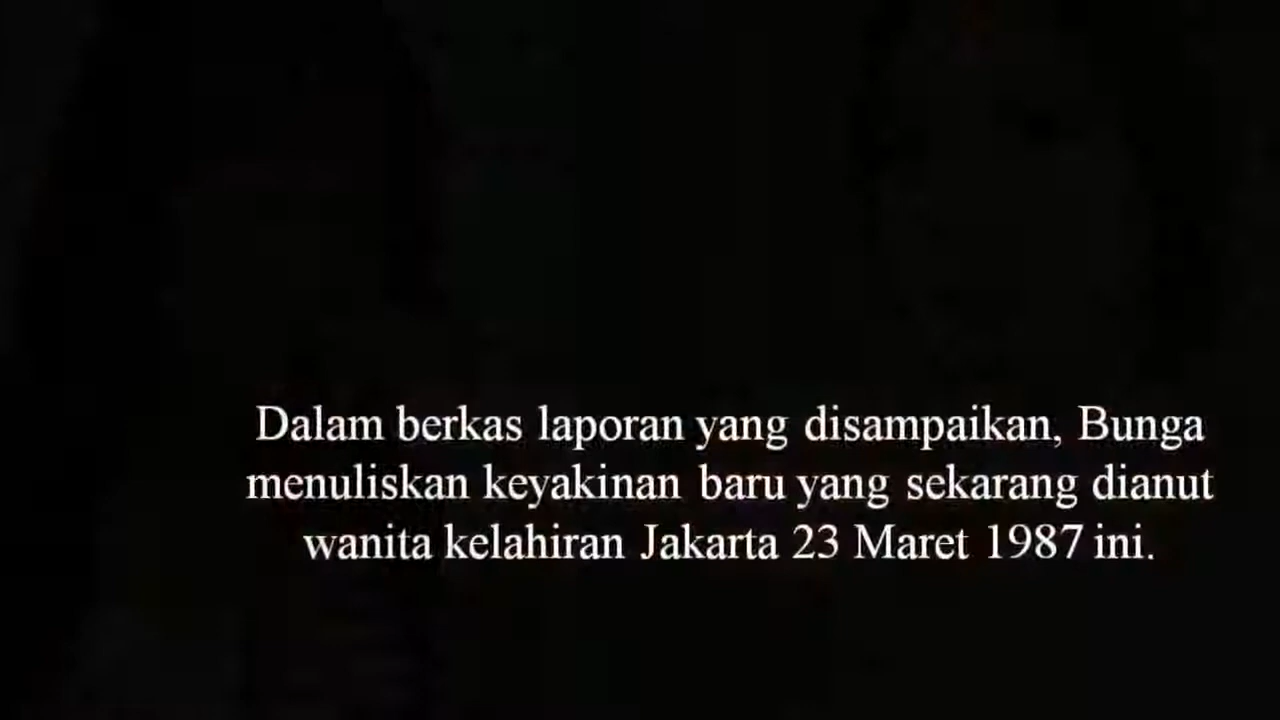 Dalam berkas laporan yang disampaikan, Bunga
menuliskan keyakinan baru yang sekarang dianut
wanita kelahiran Jakarta 23 Maret 1987 ini.